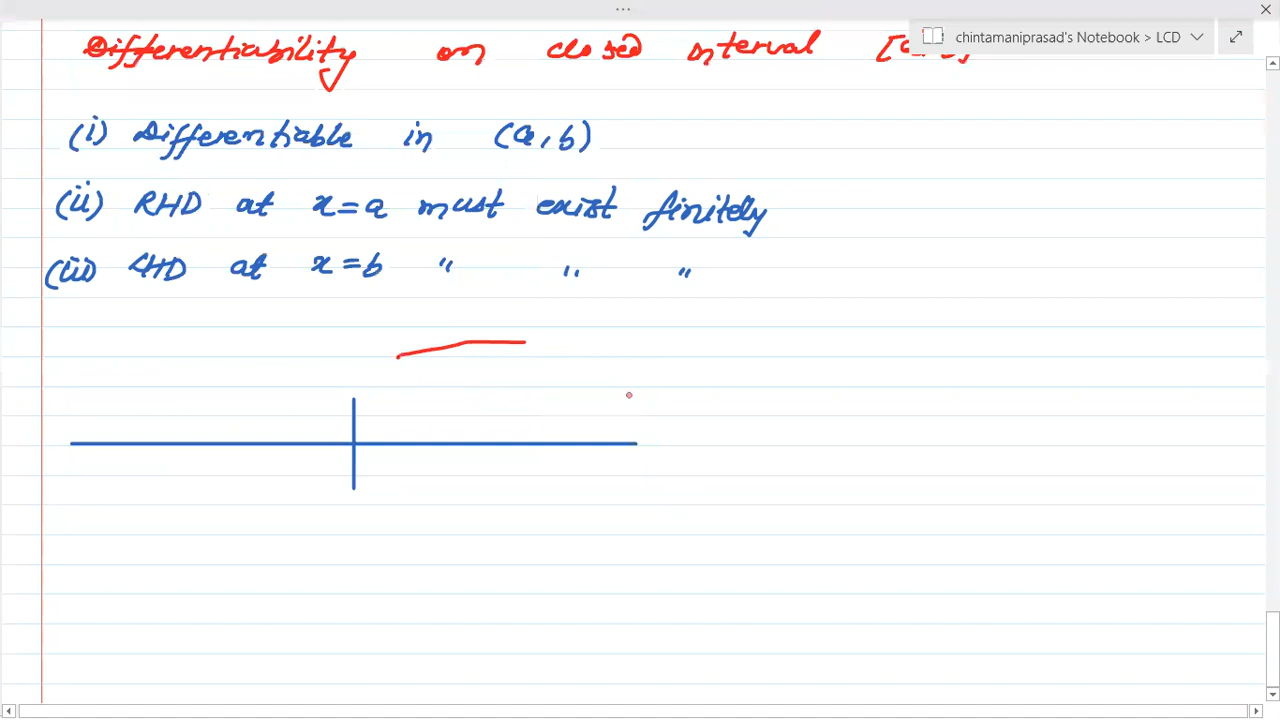 Differentiability on closed interval
chintamaniprasad's Notebook > LCD
(i) Differentiable in (a, b)
(ii) RHD at x = a must exist finitely
(iii) LHD at x = b " " "